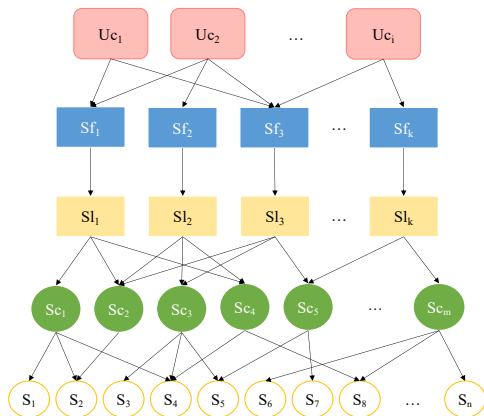 Uc₁ Uc₂ … Ucᵢ
Sf₁ Sf₂ Sf₃ … Sfₖ
Sl₁ Sl₂ Sl₃ … Slₖ
Sc₁ Sc₂ Sc₃ Sc₄ Sc₅ … Scₘ
S₁ S₂ S₃ S₄ S₅ S₆ S₇ S₈ … Sₙ